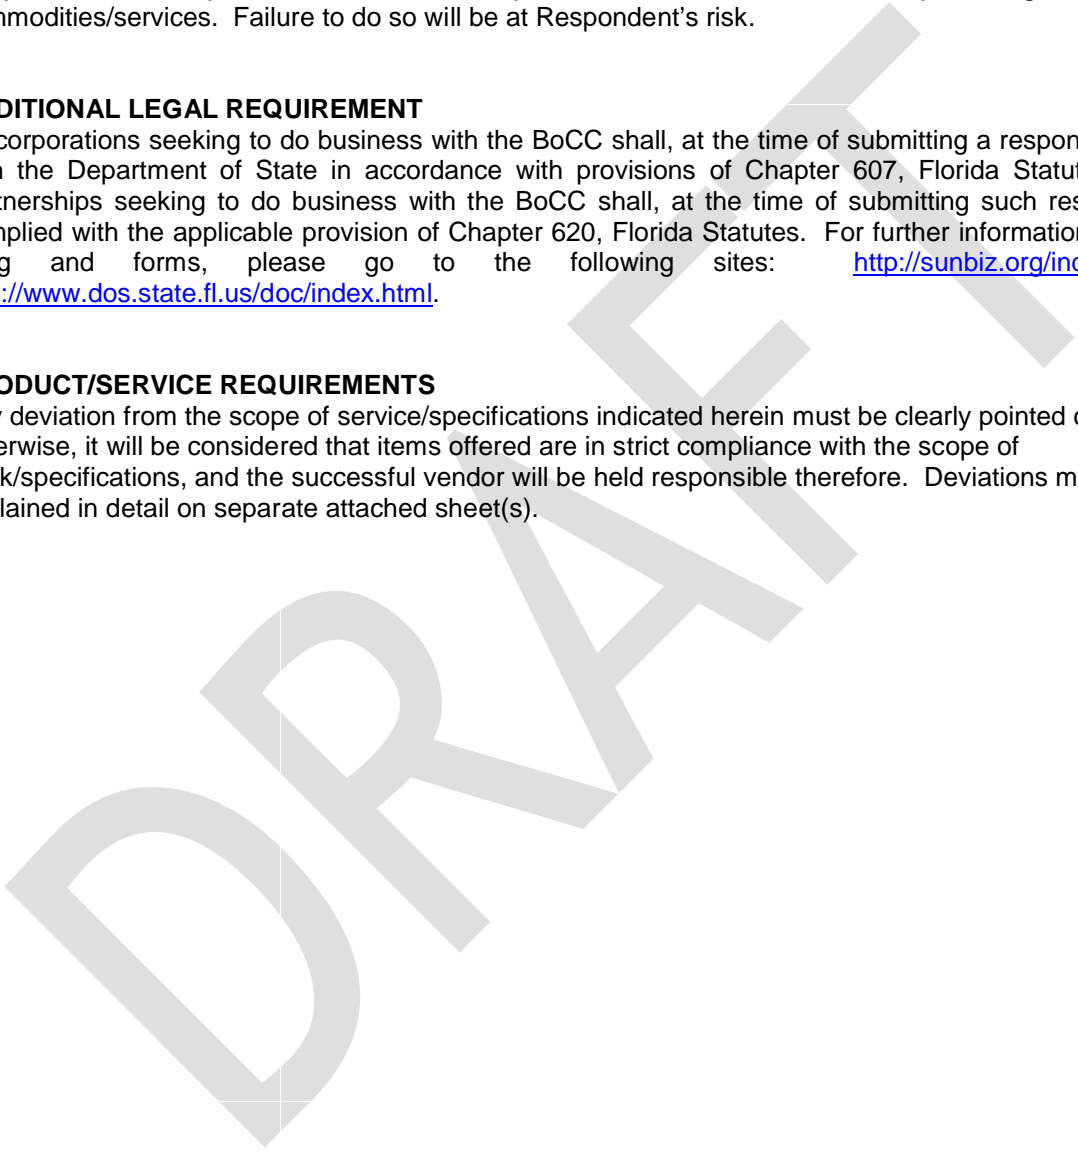 mmodities/services. Failure to do so will be at Respondent's risk.
DITIONAL LEGAL REQUIREMENT
corporations seeking to do business with the BoCC shall, at the time of submitting a respon
the Department of State in accordance with provisions of Chapter 607, Florida Statut
tnerships seeking to do business with the BoCC shall, at the time of submitting such res
mplied with the applicable provision of Chapter 620, Florida Statutes. For further information
g and forms, please go to the following sites: http://sunbiz.org/ind
://www.dos.state.fl.us/doc/index.html.
ODUCT/SERVICE REQUIREMENTS
y deviation from the scope of service/specifications indicated herein must be clearly pointed o
erwise, it will be considered that items offered are in strict compliance with the scope of
k/specifications, and the successful vendor will be held responsible therefore. Deviations m
lained in detail on separate attached sheet(s).
DRAFT